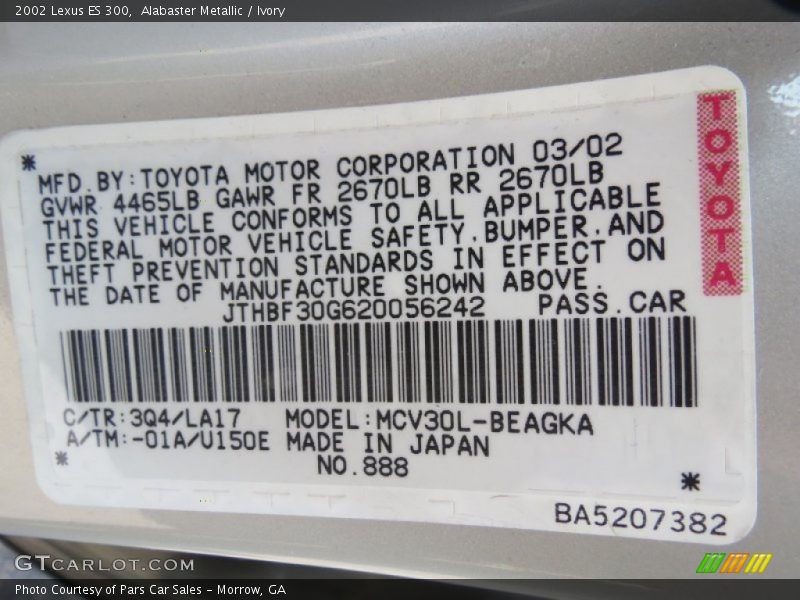 2002 Lexus ES 300,  Alabaster Metallic / Ivory
TOYOTA
MFD.BY:TOYOTA MOTOR CORPORATION 03/02
GVWR 4465LB GAWR FR 2670LB RR 2670LB
THIS VEHICLE CONFORMS TO ALL APPLICABLE
FEDERAL MOTOR VEHICLE SAFETY,BUMPER,AND
THEFT PREVENTION STANDARDS IN EFFECT ON
THE DATE OF MANUFACTURE SHOWN ABOVE.
JTHBF30G620056242 PASS.CAR
C/TR:3Q4/LA17 MODEL:MCV30L-BEAGKA
A/TM:-01A/U150E MADE IN JAPAN
NO.888
BA5207382
GTCARLOT.COM
Photo Courtesy of Pars Car Sales - Morrow, GA